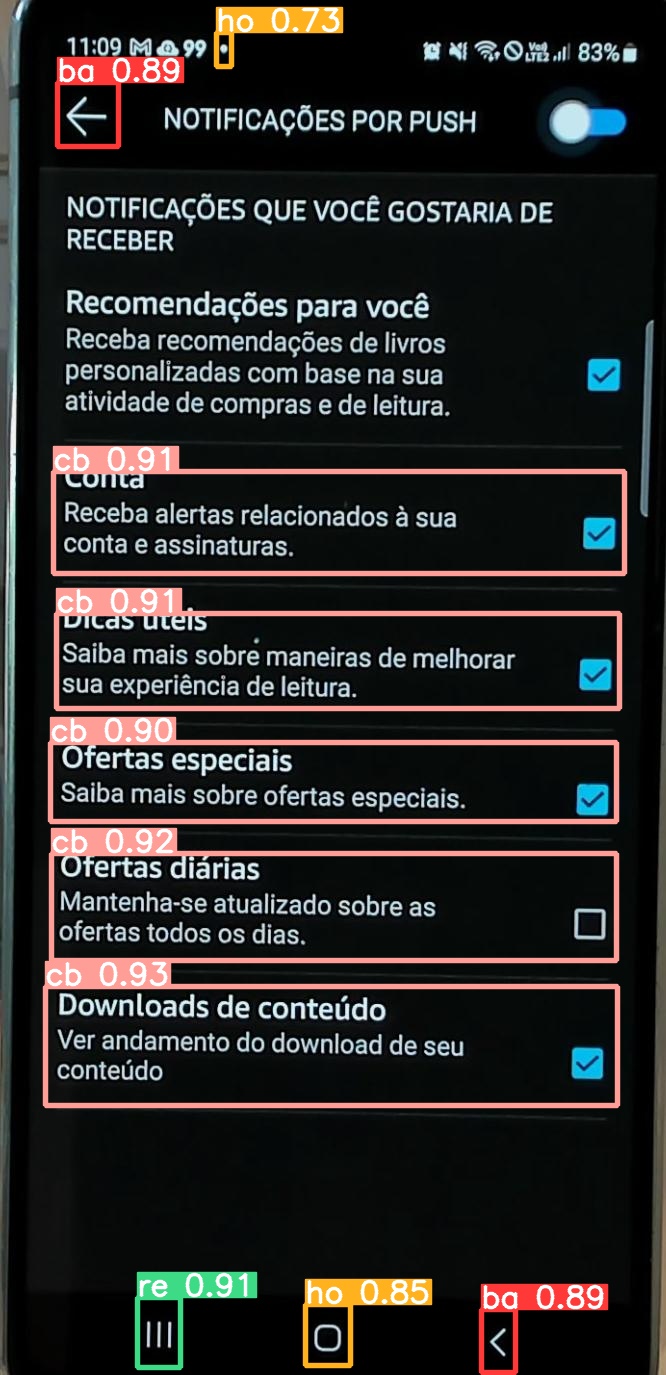 ho 0.73
11:09 99 • VoD LTE2 83%
ba 0.89
NOTIFICAÇÕES POR PUSH
NOTIFICAÇÕES QUE VOCÊ GOSTARIA DE
RECEBER
Recomendações para você
Receba recomendações de livros
personalizadas com base na sua
atividade de compras e de leitura.
cb 0.91
Conta
Receba alertas relacionados à sua
conta e assinaturas.
cb 0.91
Dicas úteis
Saiba mais sobre maneiras de melhorar
sua experiência de leitura.
cb 0.90
Ofertas especiais
Saiba mais sobre ofertas especiais.
cb 0.92
Ofertas diárias
Mantenha-se atualizado sobre as
ofertas todos os dias.
cb 0.93
Downloads de conteúdo
Ver andamento do download de seu
conteúdo
re 0.91
ho 0.85
ba 0.89